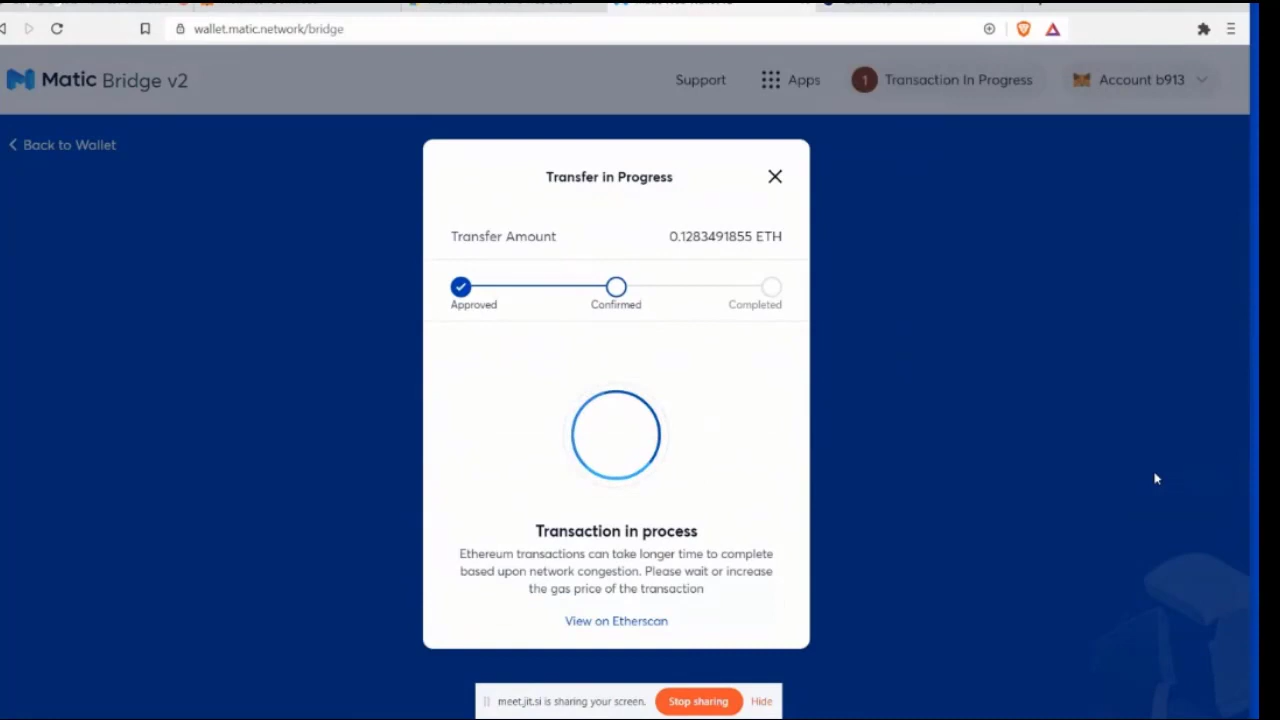 wallet.matic.network/bridge
Matic Bridge v2
Support
Apps
1
Transaction In Progress
Account b913
Back to Wallet
Transfer in Progress
Transfer Amount
0.1283491855 ETH
Approved
Confirmed
Completed
Transaction in process
Ethereum transactions can take longer time to complete
based upon network congestion. Please wait or increase
the gas price of the transaction
View on Etherscan
meet.jit.si is sharing your screen.
Stop sharing
Hide